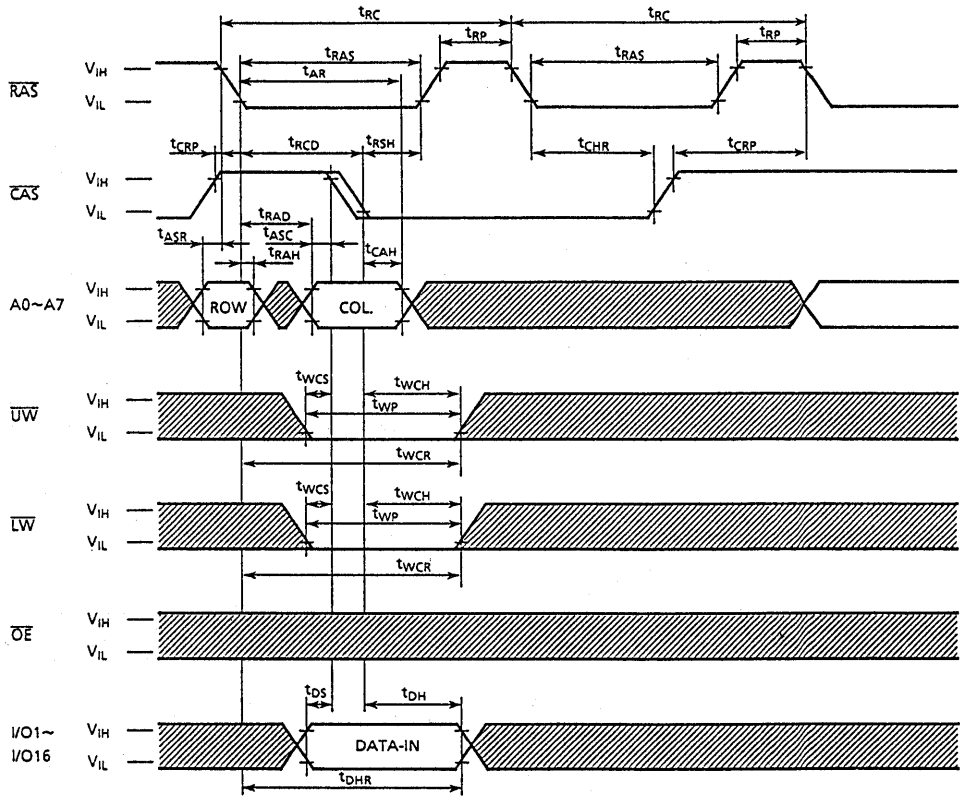 tRC tRC
tRP tRP
tRAS tRAS
tAR
RAS VIH
VIL
tCRP tRCD tRSH tCHR tCRP
CAS VIH
VIL
tRAD
tASR tASC
tRAH tCAH
A0~A7 VIH
VIL
ROW COL.
tWCS tWCH
tWP
UW VIH
VIL
tWCR
tWCS tWCH
tWP
LW VIH
VIL
tWCR
OE VIH
VIL
tDS tDH
I/O1~ VIH
I/O16 VIL
DATA-IN
tDHR